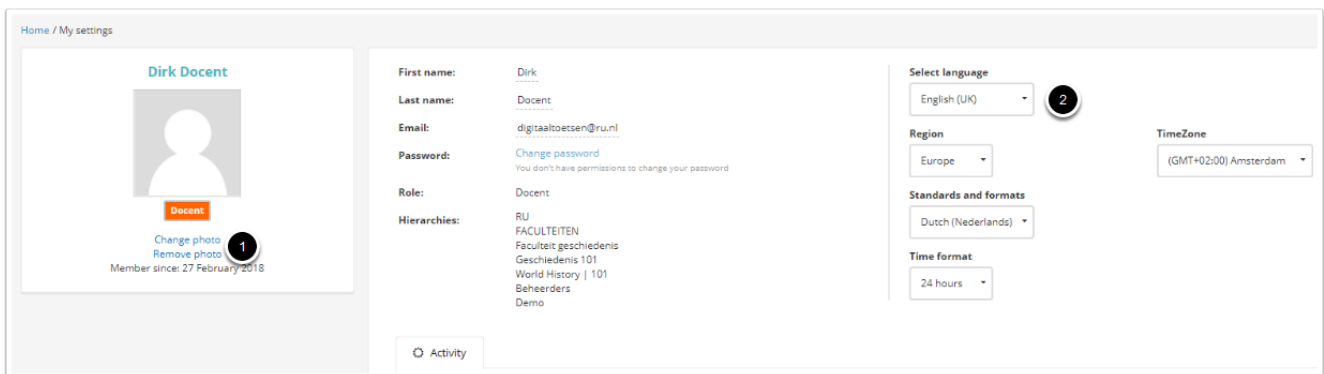 Home / My settings
Dirk Docent
Docent
Change photo
1
Remove photo
Member since: 27 February 2018
First name: Dirk
Last name: Docent
Email: digitaaltoetsen@ru.nl
Password: Change password
You don't have permissions to change your password
Role: Docent
Hierarchies: RU
FACULTEITEN
Faculteit geschiedenis
Geschiedenis 101
World History | 101
Beheerders
Demo
Select language
English (UK)
2
Region
Europe
TimeZone
(GMT+02:00) Amsterdam
Standards and formats
Dutch (Nederlands)
Time format
24 hours
Activity